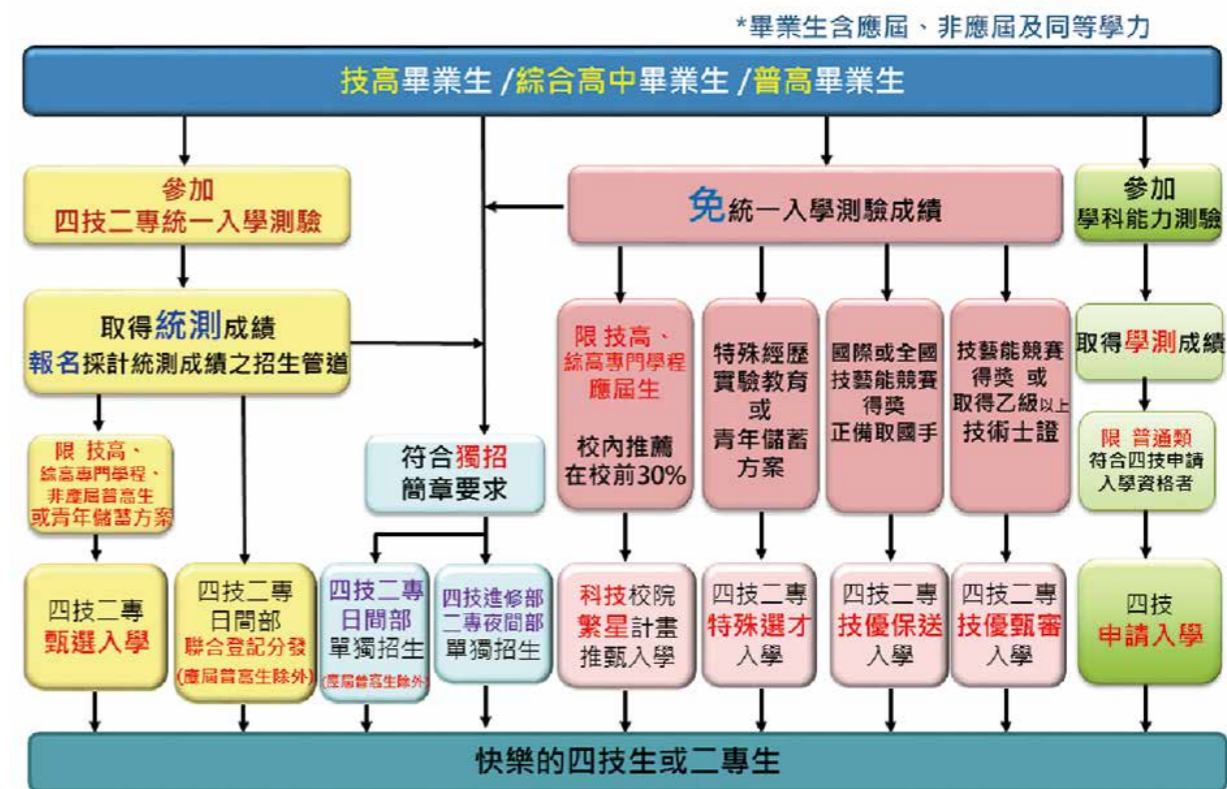 *畢業生含應屆、非應屆及同等學力
技高畢業生 /綜合高中畢業生 /普高畢業生
參加
四技二專統一入學測驗
免統一入學測驗成績
參加
學科能力測驗
取得統測成績
報名採計統測成績之招生管道
限 技高、
綜高專門學程
應屆生
校內推薦
在校前30%
特殊經歷
實驗教育
或
青年儲蓄
方案
國際或全國
技藝能競賽
得獎
正備取國手
技藝能競賽
得獎 或
取得乙級以上
技術士證
取得學測成績
限 技高、
綜高專門學程、
非應屆普高生
或青年儲蓄方案
符合獨招
簡章要求
限 普通類
符合四技申請
入學資格者
四技二專
甄選入學
四技二專
日間部
聯合登記分發
(應屆普高生除外)
四技二專
日間部
單獨招生
(應屆普高生除外)
四技進修部
二專夜間部
單獨招生
科技校院
繁星計畫
推甄入學
四技二專
特殊選才
入學
四技二專
技優保送
入學
四技二專
技優甄審
入學
四技
申請入學
快樂的四技生或二專生